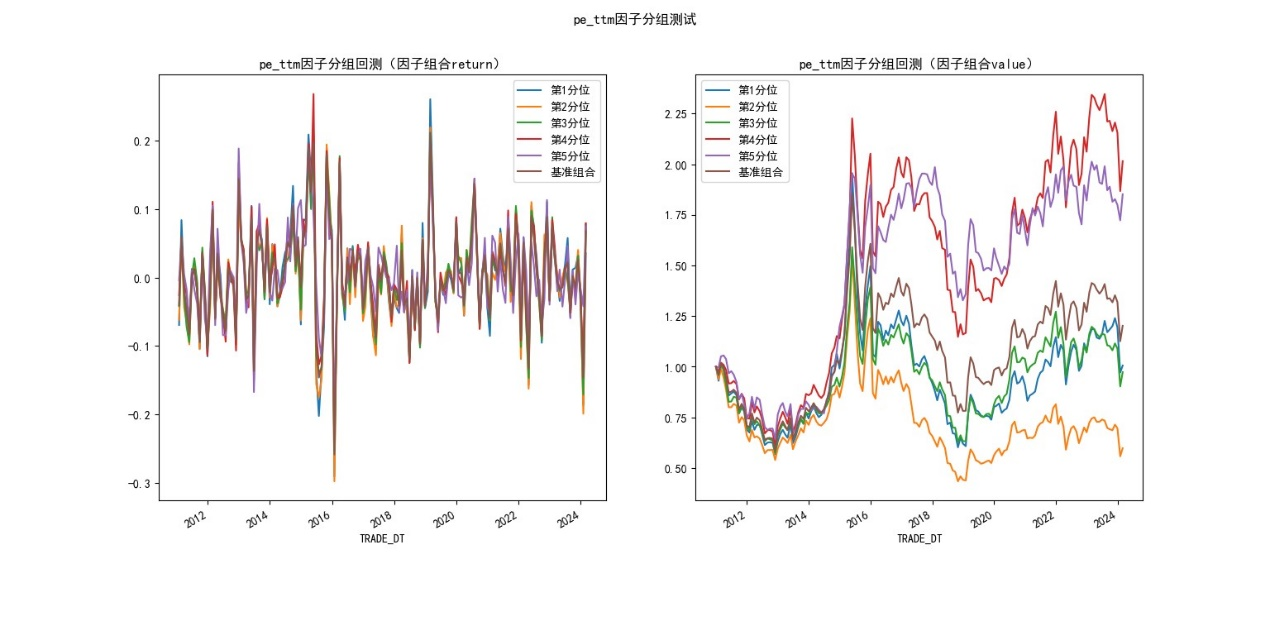 pe_ttm因子分组测试
pe_ttm因子分组回测（因子组合return）
第1分位
第2分位
第3分位
第4分位
第5分位
基准组合
0.2
0.1
0.0
−0.1
−0.2
−0.3
2012
2014
2016
2018
2020
2022
2024
TRADE_DT
pe_ttm因子分组回测（因子组合value）
第1分位
第2分位
第3分位
第4分位
第5分位
基准组合
2.25
2.00
1.75
1.50
1.25
1.00
0.75
0.50
2012
2014
2016
2018
2020
2022
2024
TRADE_DT